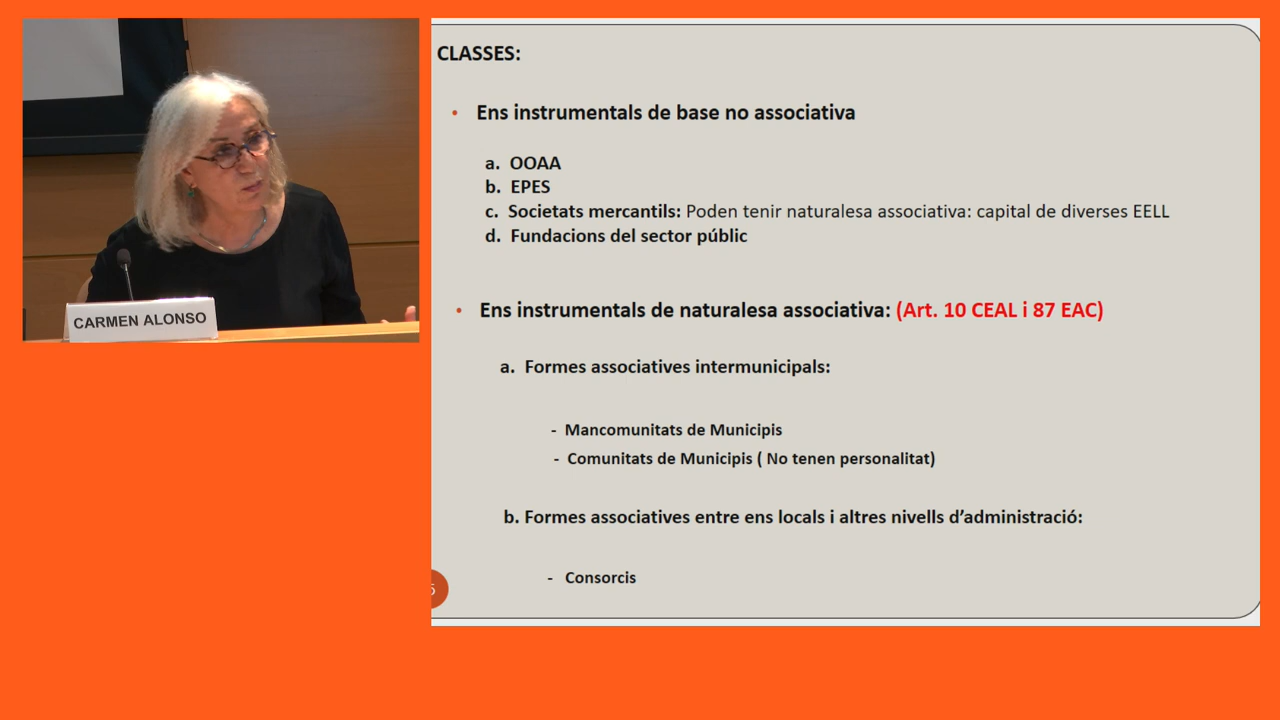 CARMEN ALONSO
CLASSES:
• Ens instrumentals de base no associativa
a. OOAA
b. EPES
c. Societats mercantils: Poden tenir naturalesa associativa: capital de diverses EELL
d. Fundacions del sector públic
• Ens instrumentals de naturalesa associativa: (Art. 10 CEAL i 87 EAC)
a. Formes associatives intermunicipals:
- Mancomunitats de Municipis
- Comunitats de Municipis ( No tenen personalitat)
b. Formes associatives entre ens locals i altres nivells d’administració:
- Consorcis